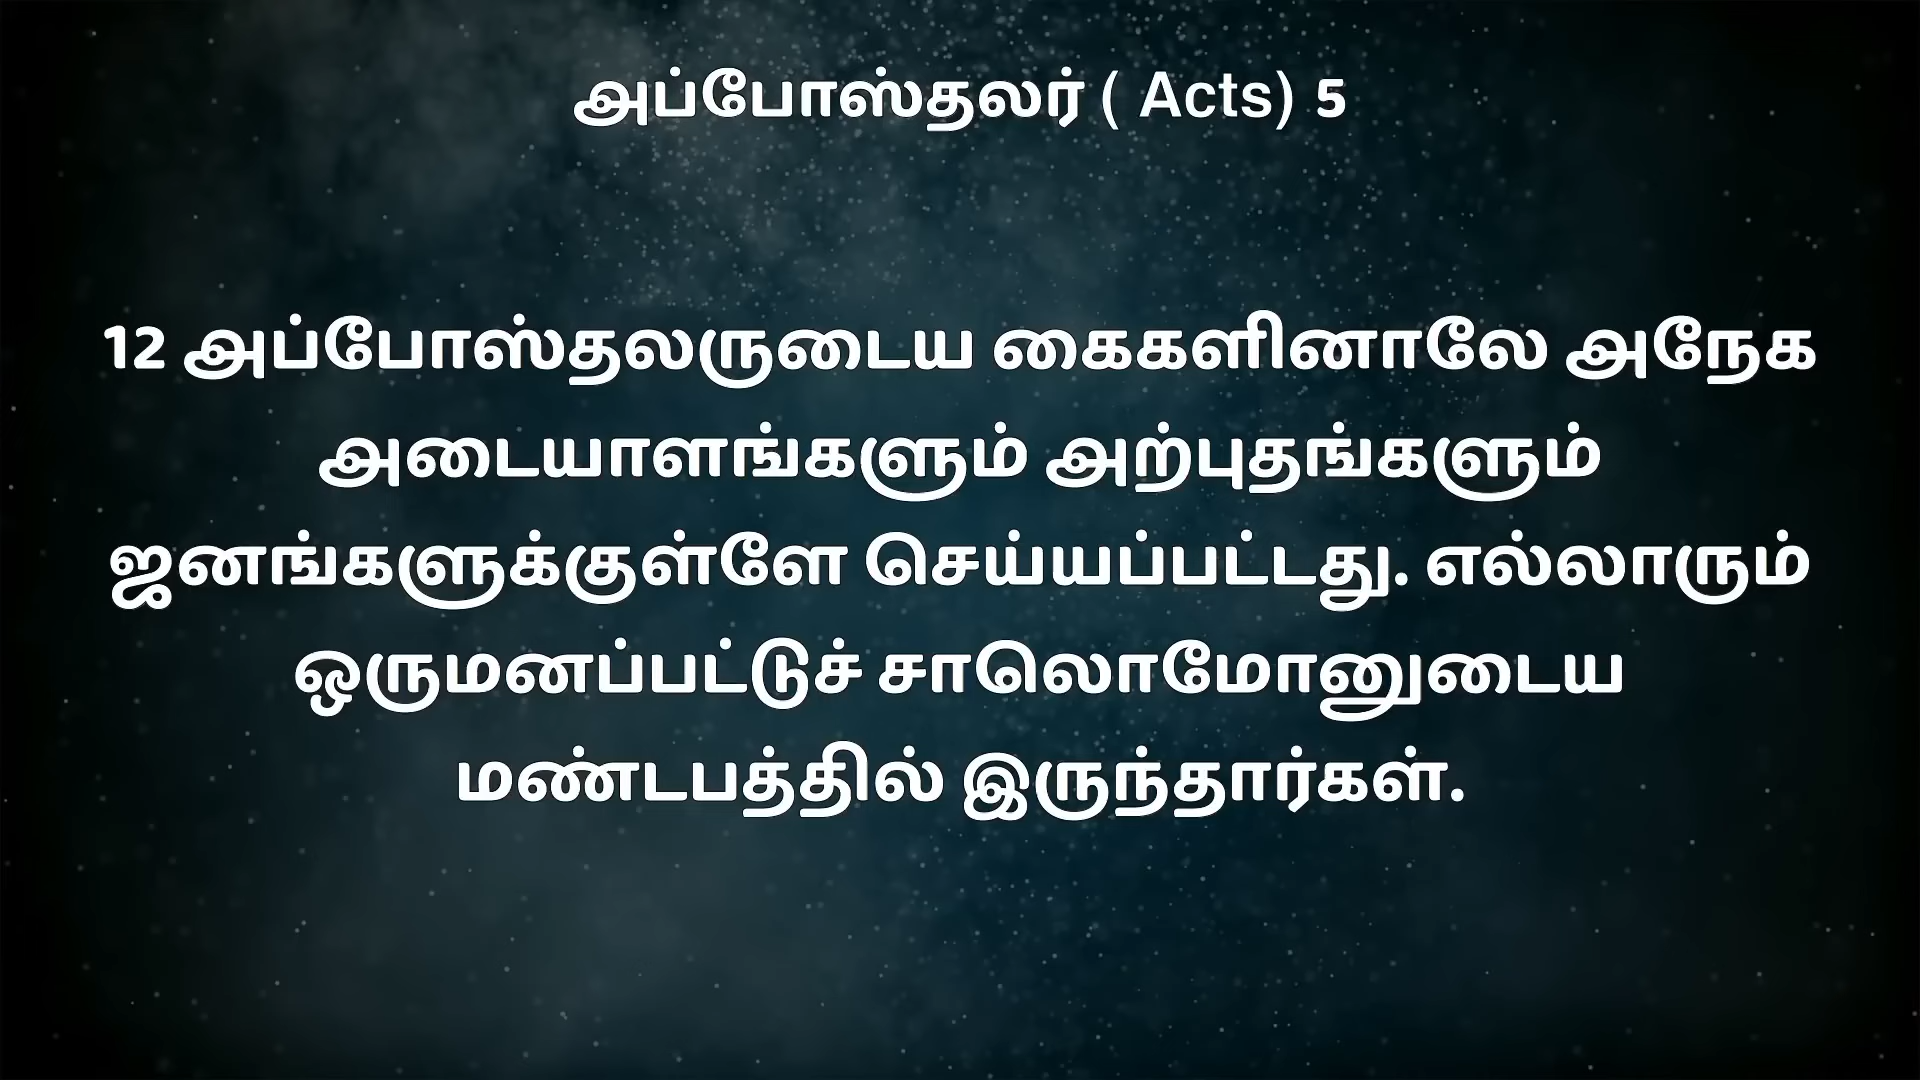 அப்போஸ்தலர் ( Acts) 5
12 அப்போஸ்தலருடைய கைகளினாலே அநேக
அடையாளங்களும் அற்புதங்களும்
ஜனங்களுக்குள்ளே செய்யப்பட்டது. எல்லாரும்
ஒருமனப்பட்டுச் சாலொமோனுடைய
மண்டபத்தில் இருந்தார்கள்.